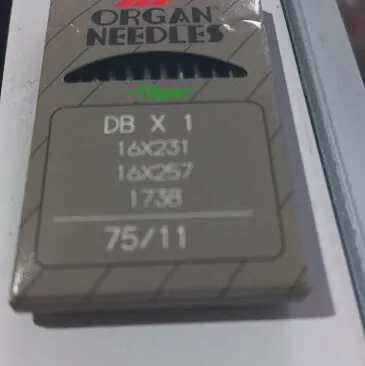 ORGAN
NEEDLES
DB X 1
16X231
16X257
1738
75/11